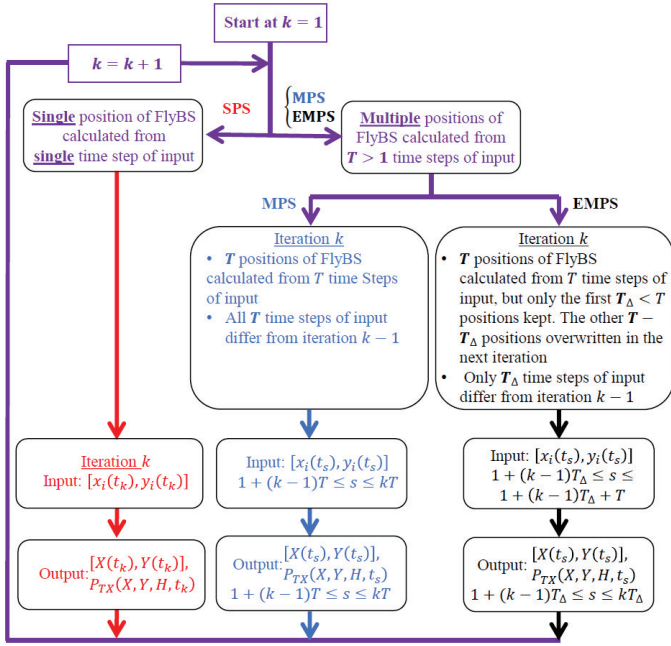 Start at k = 1
k = k + 1
SPS
MPS
EMPS
Single position of FlyBS
calculated from
single time step of input
Multiple positions of
FlyBS calculated from
T > 1 time steps of input
MPS
EMPS
Iteration k
• T positions of FlyBS
calculated from T time Steps
of input
• All T time steps of input
differ from iteration k − 1
Iteration k
• T positions of FlyBS
calculated from T time steps of
input, but only the first T_Δ < T
positions kept. The other T −
T_Δ positions overwritten in the
next iteration
• Only T_Δ time steps of input
differ from iteration k − 1
Iteration k
Input: [x_i(t_k), y_i(t_k)]
Input: [x_i(t_s), y_i(t_s)]
1 + (k − 1)T ≤ s ≤ kT
Input: [x_i(t_s), y_i(t_s)]
1 + (k − 1)T_Δ ≤ s ≤
1 + (k − 1)T_Δ + T
Output: [X(t_k), Y(t_k)],
P_TX(X, Y, H, t_k)
Output: [X(t_s), Y(t_s)],
P_TX(X, Y, H, t_s)
1 + (k − 1)T ≤ s ≤ kT
Output: [X(t_s), Y(t_s)],
P_TX(X, Y, H, t_s)
1 + (k − 1)T_Δ ≤ s ≤ kT_Δ